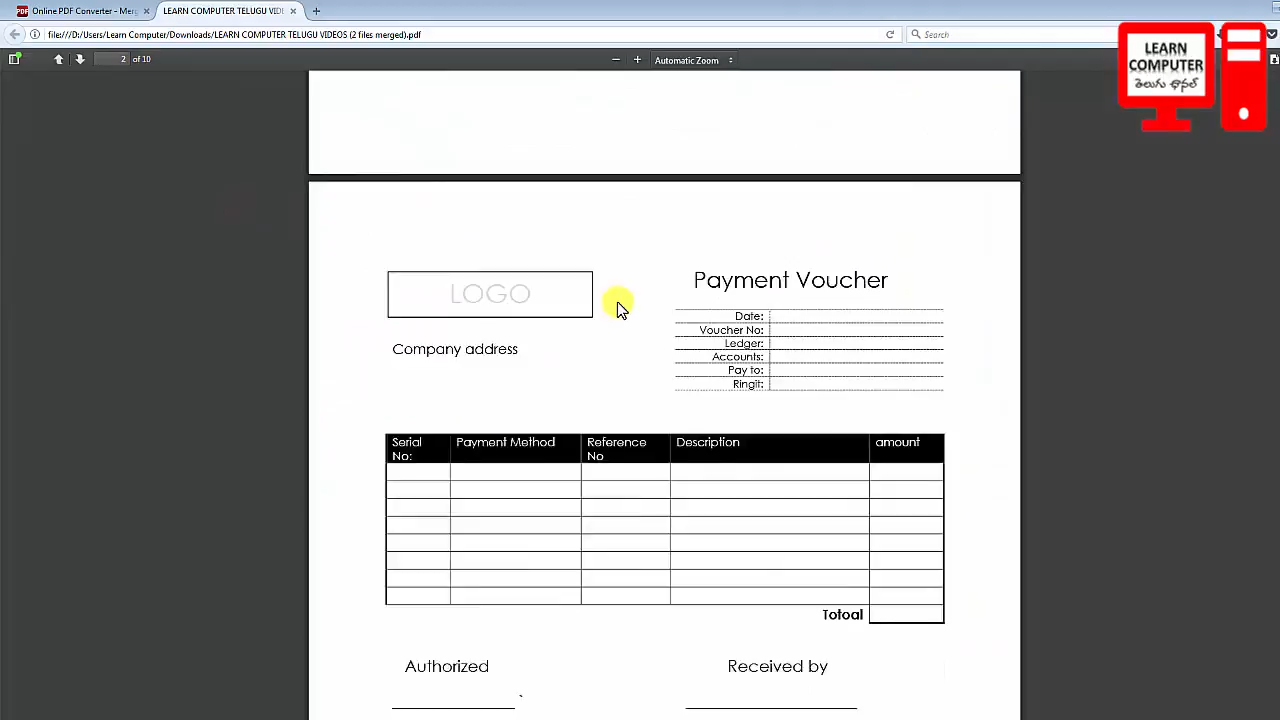 Online PDF Converter - Merg
LEARN COMPUTER TELUGU VIDE
file:///D:/Users/Learn Computer/Downloads/LEARN COMPUTER TELUGU VIDEOS (2 files merged).pdf
Search
2 of 10
Automatic Zoom
LEARN
COMPUTER
తెలుగు ఛానల్
LOGO
Payment Voucher
Company address
Date:
Voucher No:
Ledger:
Accounts:
Pay to:
Ringit:
Serial No: Payment Method Reference No Description amount
Totoal
Authorized
Received by